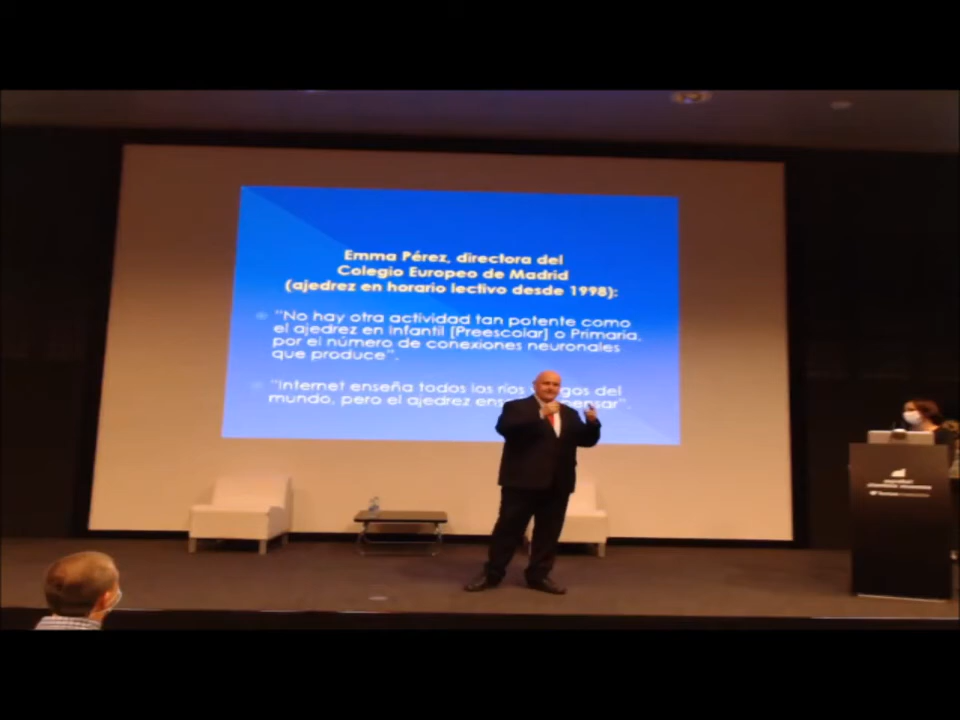 Emma Pérez, directora del
Colegio Europeo de Madrid
(ajedrez en horario lectivo desde 1998):
"No hay otra actividad tan potente como
el ajedrez en Infantil [Preescolar] o Primaria,
por el número de conexiones neuronales
que produce".
"Internet enseña todos los ríos del
mundo, pero el ajedrez pensar".